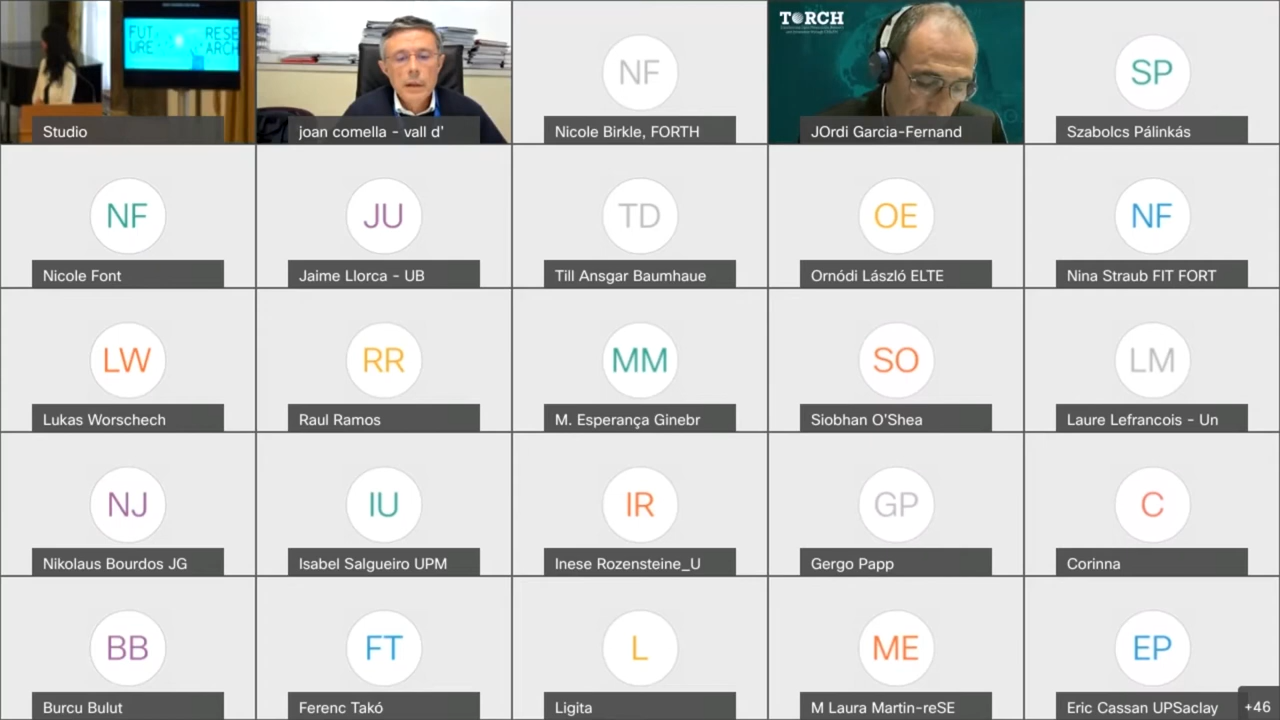 FUT RESE
URE ARCH
Studio
joan comella - vall d'
NF
Nicole Birkle, FORTH
TORCH
JOrdi Garcia-Fernand
SP
Szabolcs Pálinkás
NF
Nicole Font
JU
Jaime Llorca - UB
TD
Till Ansgar Baumhaue
OE
Ornódi László ELTE
NF
Nina Straub FIT FORT
LW
Lukas Worschech
RR
Raul Ramos
MM
M. Esperança Ginebr
SO
Siobhan O'Shea
LM
Laure Lefrancois - Un
NJ
Nikolaus Bourdos JG
IU
Isabel Salgueiro UPM
IR
Inese Rozensteine_U
GP
Gergo Papp
C
Corinna
BB
Burcu Bulut
FT
Ferenc Takó
L
Ligita
ME
M Laura Martin-reSE
EP
Eric Cassan UPSaclay
+46